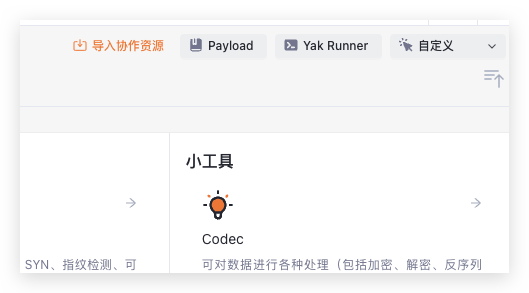 导入协作资源 Payload Yak Runner 自定义
小工具
Codec
SYN、指纹检测、可
可对数据进行各种处理（包括加密、解密、反序列